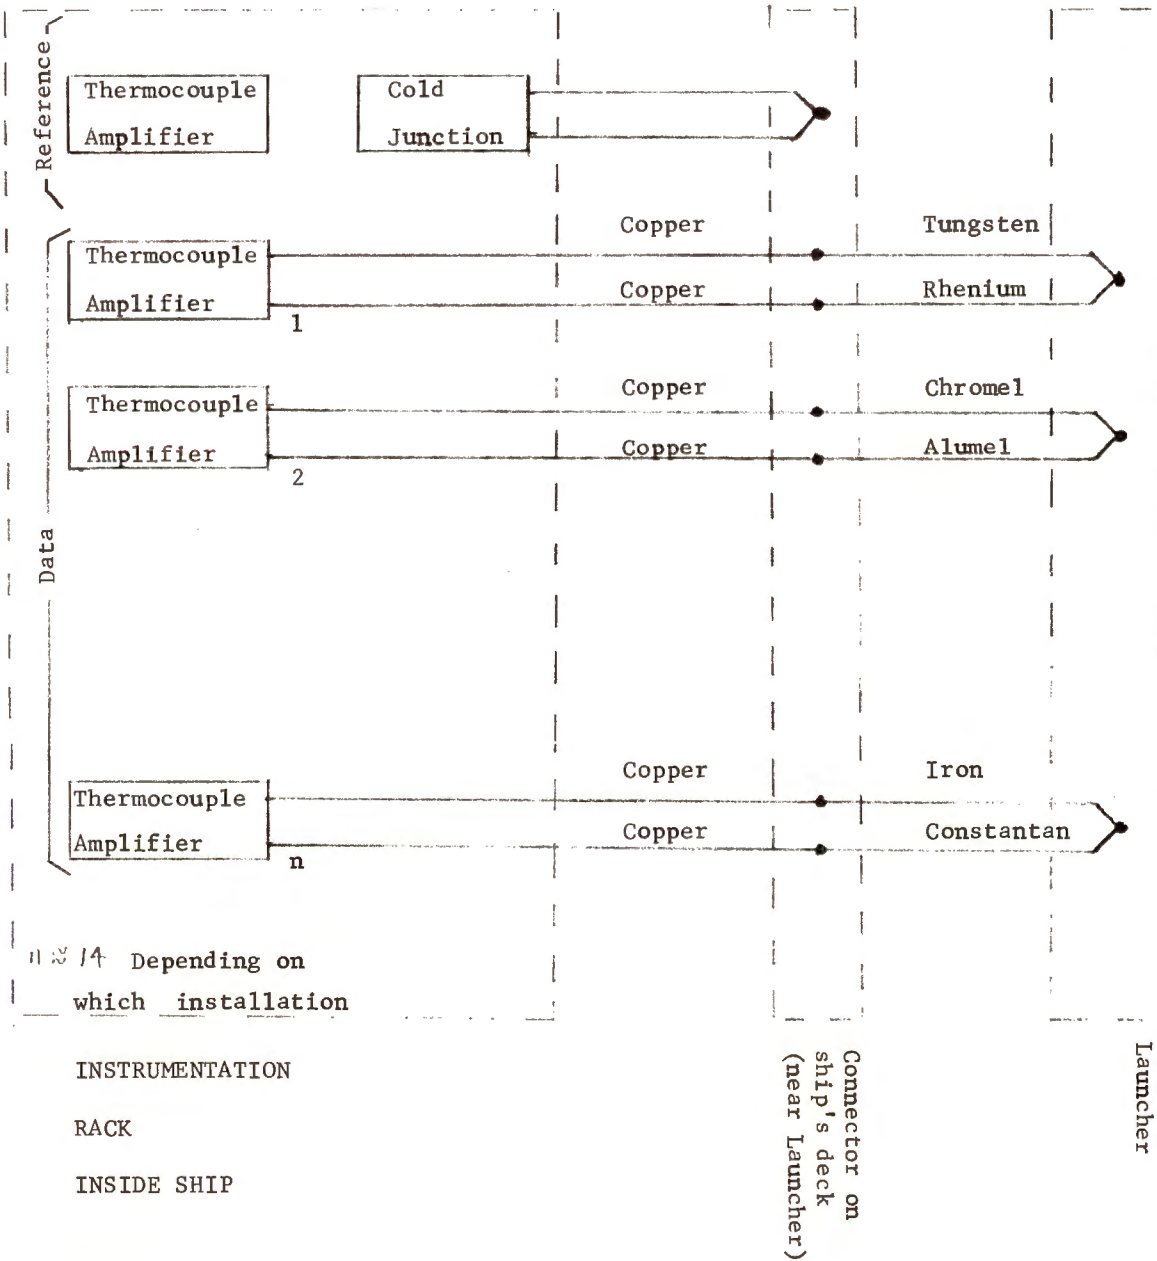 Reference
Thermocouple
Amplifier
Cold
Junction
Data
Thermocouple
Amplifier
1
Copper
Copper
Tungsten
Rhenium
Thermocouple
Amplifier
2
Copper
Copper
Chromel
Alumel
Thermocouple
Amplifier
n
Copper
Copper
Iron
Constantan
14 Depending on
which installation
INSTRUMENTATION
RACK
INSIDE SHIP
Connector on
ship's deck
(near Launcher)
Launcher